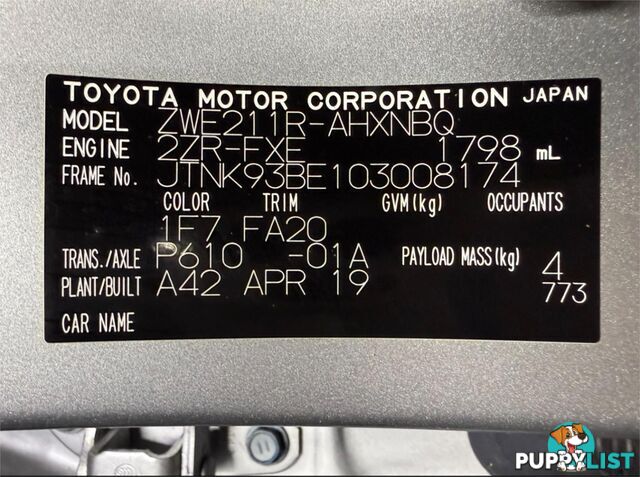 TOYOTA MOTOR CORPORATION JAPAN
MODEL ZWE211R-AHXNBQ
ENGINE 2ZR-FXE 1798 mL
FRAME No. JTNK93BE103008174
COLOR TRIM GVM(kg) OCCUPANTS
1F7 FA20
TRANS./AXLE P610 -01A PAYLOAD MASS(kg) 4
PLANT/BUILT A42 APR 19 773
CAR NAME
PUPPYLIST